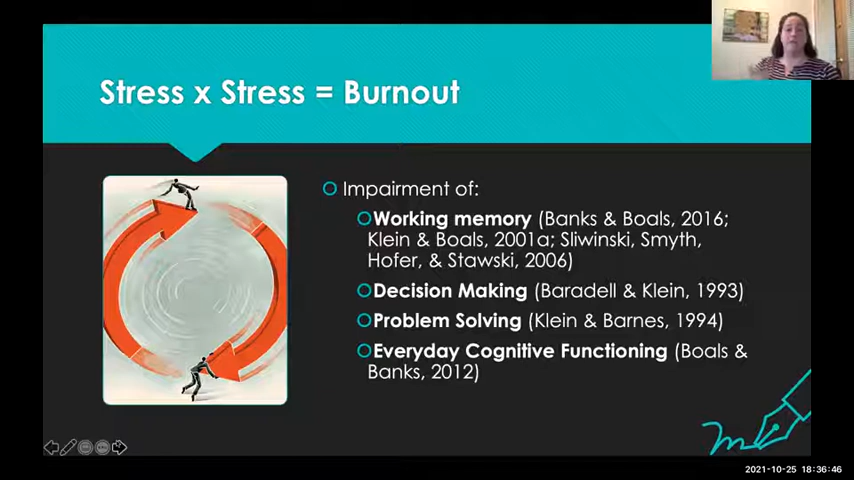 Stress x Stress = Burnout
Impairment of:
Working memory (Banks & Boals, 2016;
Klein & Boals, 2001a; Sliwinski, Smyth,
Hofer, & Stawski, 2006)
Decision Making (Baradell & Klein, 1993)
Problem Solving (Klein & Barnes, 1994)
Everyday Cognitive Functioning (Boals &
Banks, 2012)
2021-10-25 18:36:46